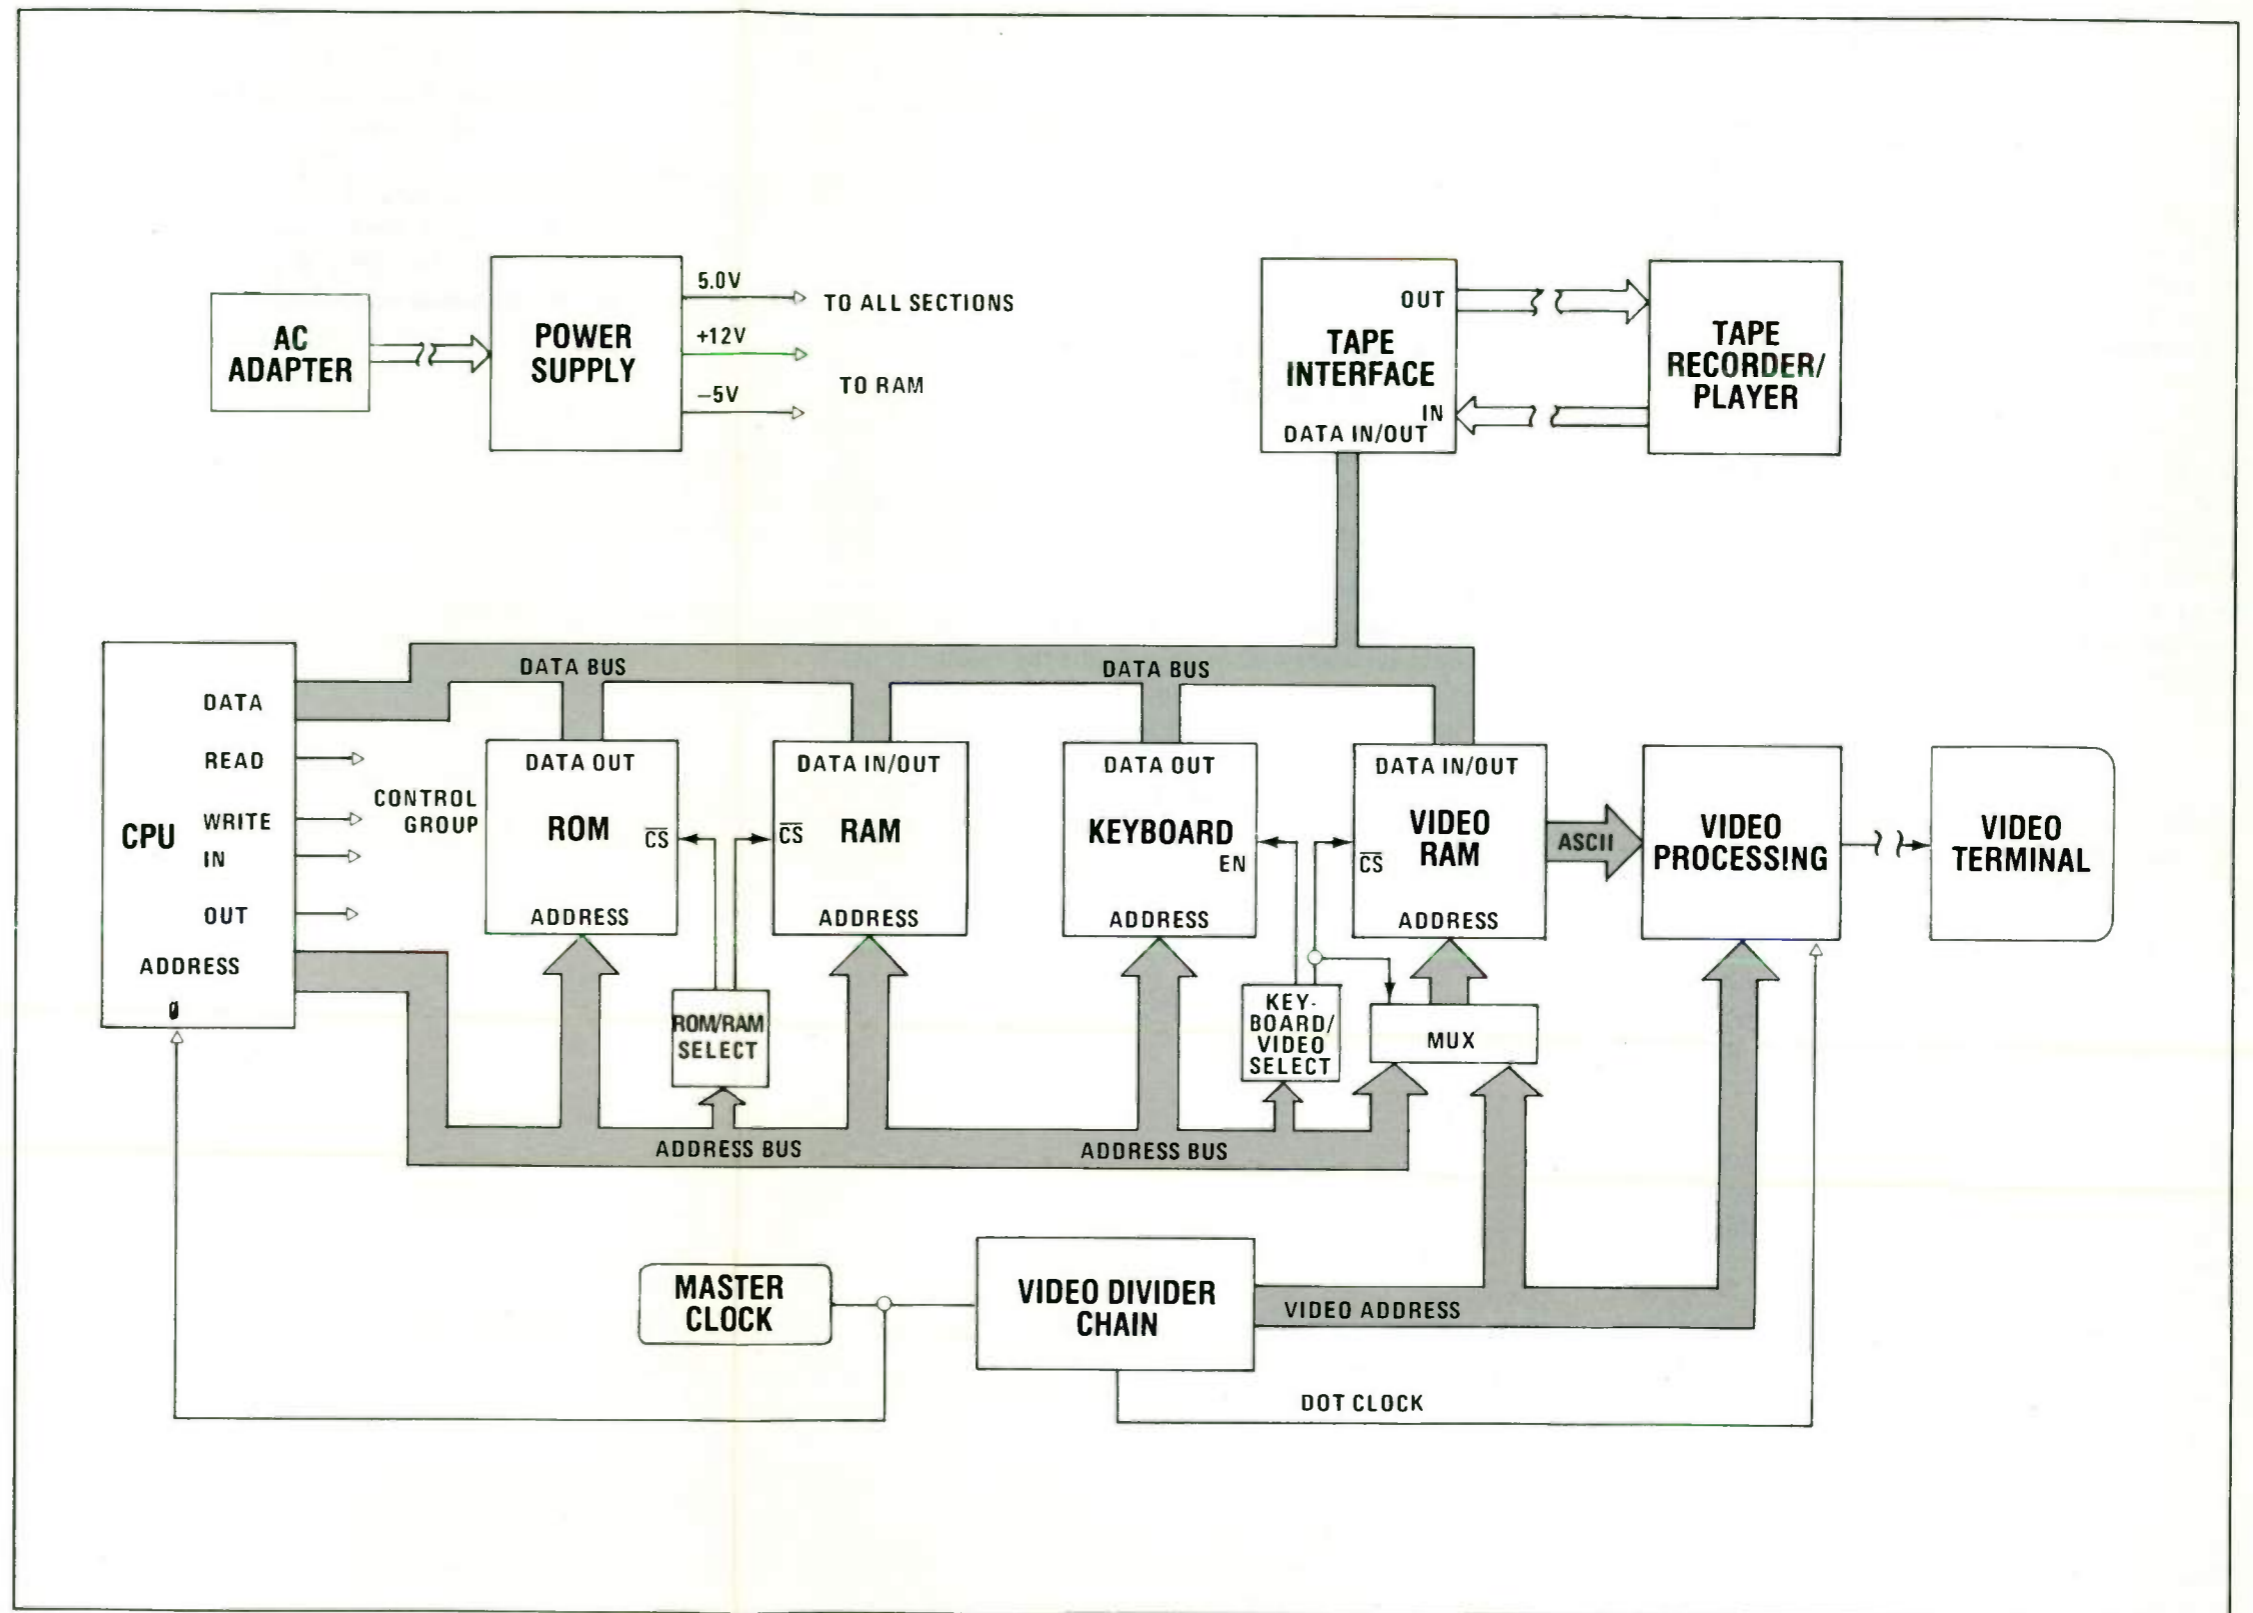 AC
ADAPTER
POWER
SUPPLY
5.0V
+12V
–5V
TO ALL SECTIONS
TO RAM
OUT
TAPE
INTERFACE
IN
DATA IN/OUT
TAPE
RECORDER/
PLAYER
CPU
DATA
READ
WRITE
IN
OUT
ADDRESS
Ø
CONTROL
GROUP
DATA BUS
DATA BUS
DATA OUT
ROM
C̅S̅
ADDRESS
DATA IN/OUT
C̅S̅
RAM
ADDRESS
DATA OUT
KEYBOARD
EN
ADDRESS
DATA IN/OUT
VIDEO
RAM
C̅S̅
ADDRESS
ASCII
VIDEO
PROCESSING
VIDEO
TERMINAL
ROM/RAM
SELECT
KEY-
BOARD/
VIDEO
SELECT
MUX
ADDRESS BUS
ADDRESS BUS
MASTER
CLOCK
VIDEO DIVIDER
CHAIN
VIDEO ADDRESS
DOT CLOCK